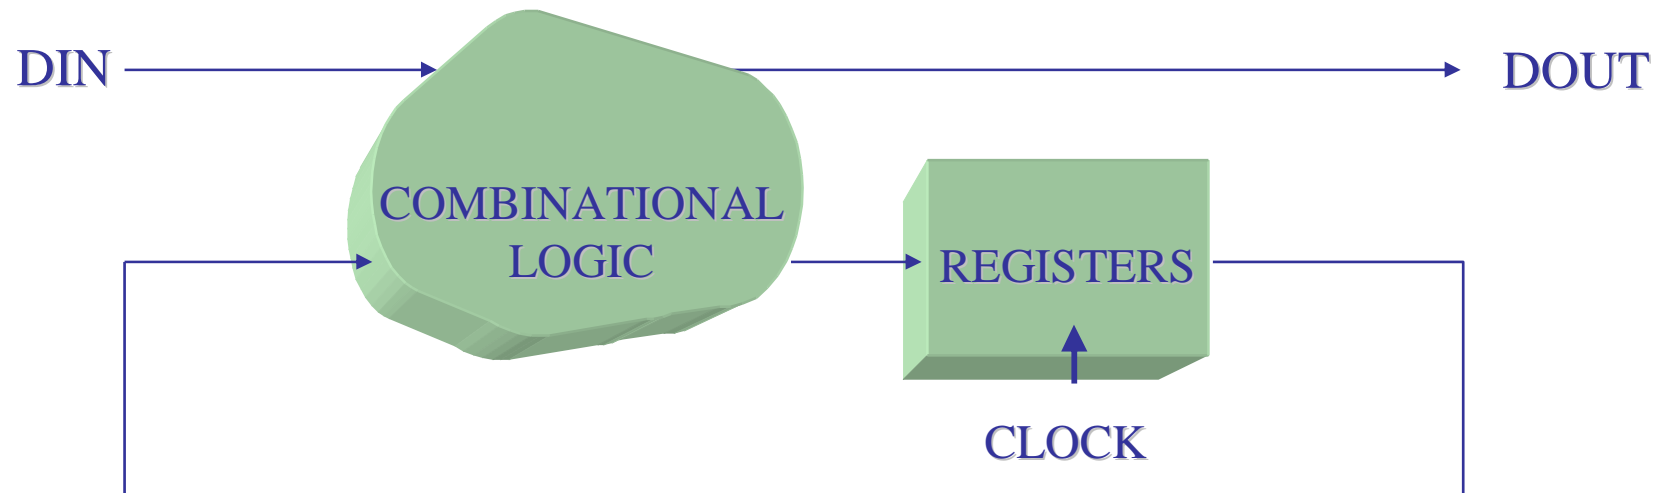 DIN
DOUT
COMBINATIONAL
LOGIC
REGISTERS
CLOCK